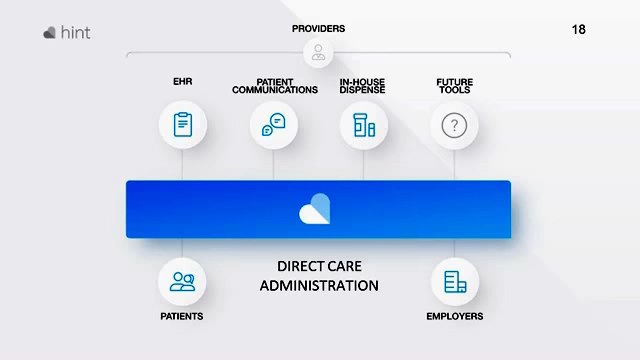 hint
PROVIDERS
18
EHR
PATIENT
COMMUNICATIONS
IN-HOUSE
DISPENSE
FUTURE
TOOLS
?
DIRECT CARE
ADMINISTRATION
PATIENTS
EMPLOYERS